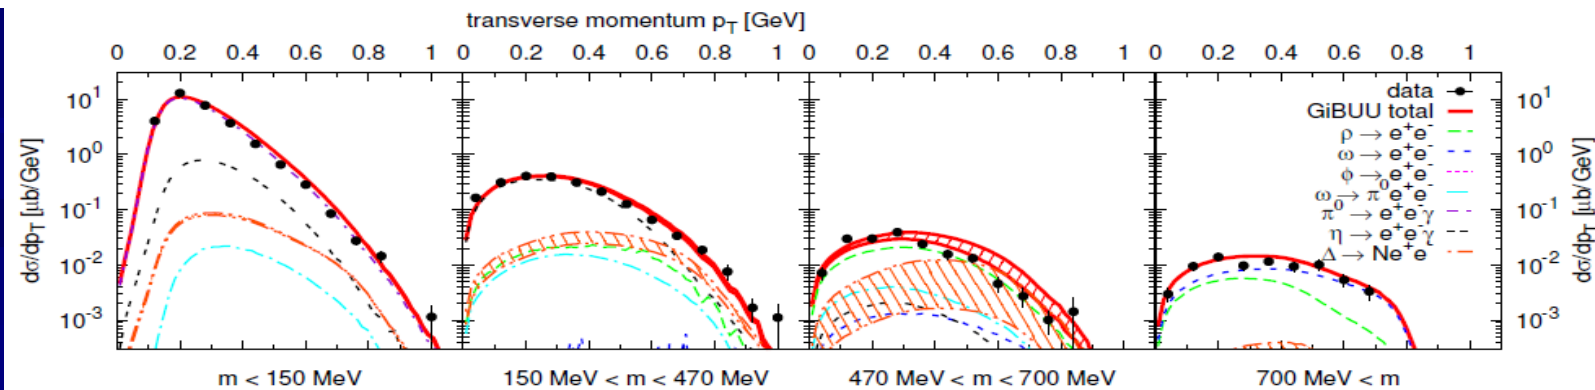 transverse momentum p_T [GeV]
0 0.2 0.4 0.6 0.8 1 0 0.2 0.4 0.6 0.8 1 0 0.2 0.4 0.6 0.8 1 0 0.2 0.4 0.6 0.8 1
dσ/dp_T [μb/GeV]
10^1
10^0
10^-1
10^-2
10^-3
data
GiBUU total
ρ → e⁺e⁻
ω → e⁺e⁻
ϕ → e⁺e⁻
ω → π⁰e⁺e⁻
π⁰ → e⁺e⁻γ
η → e⁺e⁻γ
Δ → Ne⁺e⁻
10^1
10^0
10^-1
10^-2
10^-3
dσ/dp_T [μb/GeV]
m < 150 MeV
150 MeV < m < 470 MeV
470 MeV < m < 700 MeV
700 MeV < m